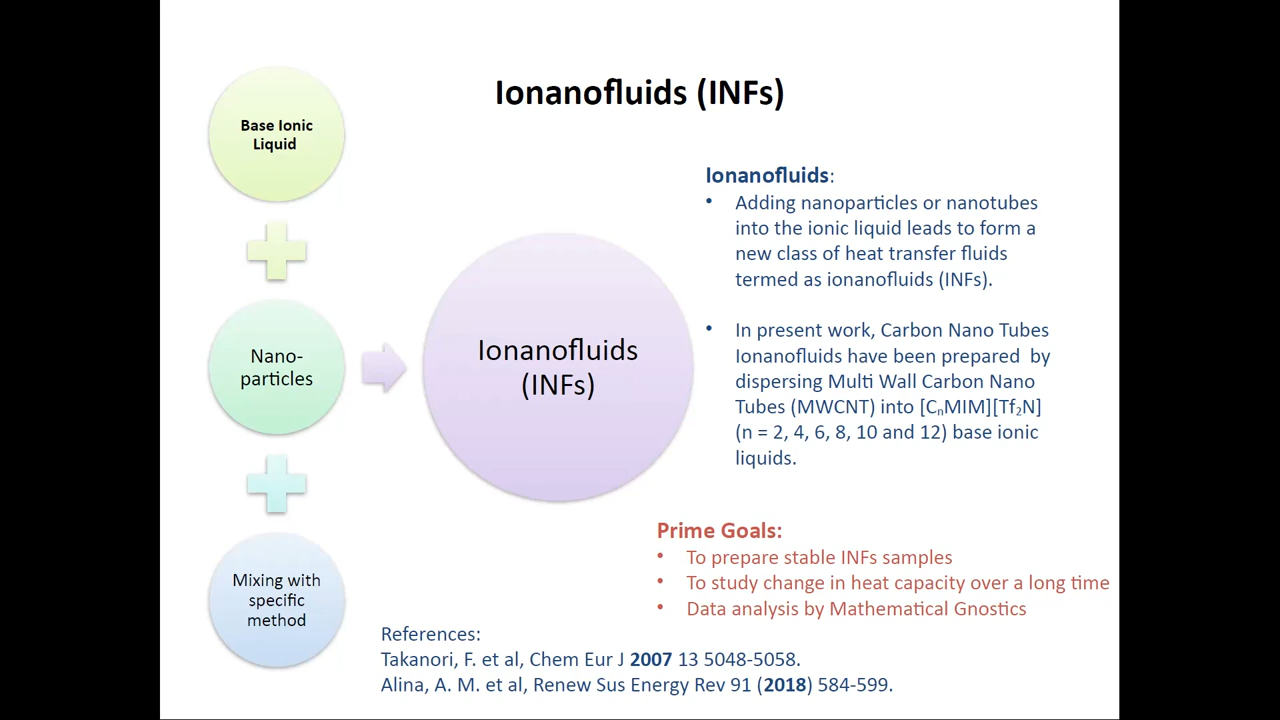 Ionanofluids (INFs)
Base Ionic
Liquid
Nano-
particles
Mixing with
specific
method
Ionanofluids
(INFs)
Ionanofluids:
• Adding nanoparticles or nanotubes
into the ionic liquid leads to form a
new class of heat transfer fluids
termed as ionanofluids (INFs).
• In present work, Carbon Nano Tubes
Ionanofluids have been prepared by
dispersing Multi Wall Carbon Nano
Tubes (MWCNT) into [CₙMIM][Tf₂N]
(n = 2, 4, 6, 8, 10 and 12) base ionic
liquids.
Prime Goals:
• To prepare stable INFs samples
• To study change in heat capacity over a long time
• Data analysis by Mathematical Gnostics
References:
Takanori, F. et al, Chem Eur J 2007 13 5048-5058.
Alina, A. M. et al, Renew Sus Energy Rev 91 (2018) 584-599.